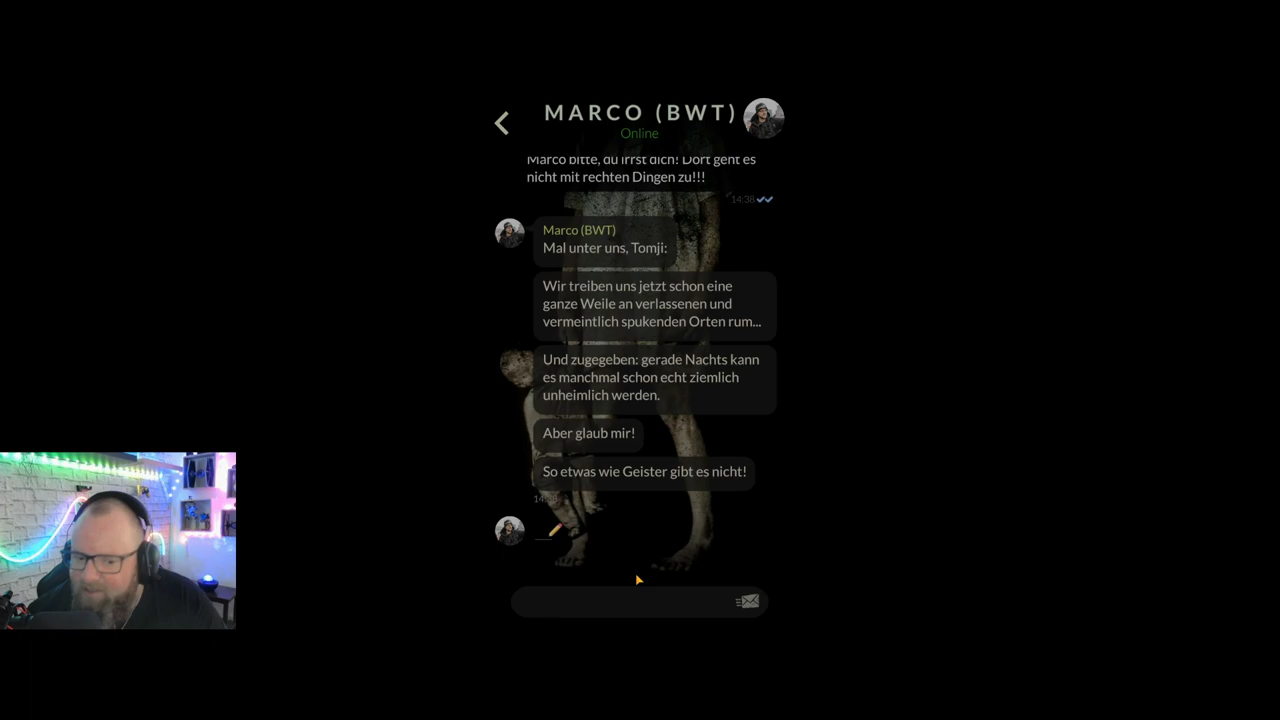 MARCO (BWT)
Online
Marco bitte, du irrst dich! Dort geht es
nicht mit rechten Dingen zu!!!
14:38
Marco (BWT)
Mal unter uns, Tomji:
Wir treiben uns jetzt schon eine
ganze Weile an verlassenen und
vermeintlich spukenden Orten rum...
Und zugegeben: gerade Nachts kann
es manchmal schon echt ziemlich
unheimlich werden.
Aber glaub mir!
So etwas wie Geister gibt es nicht!